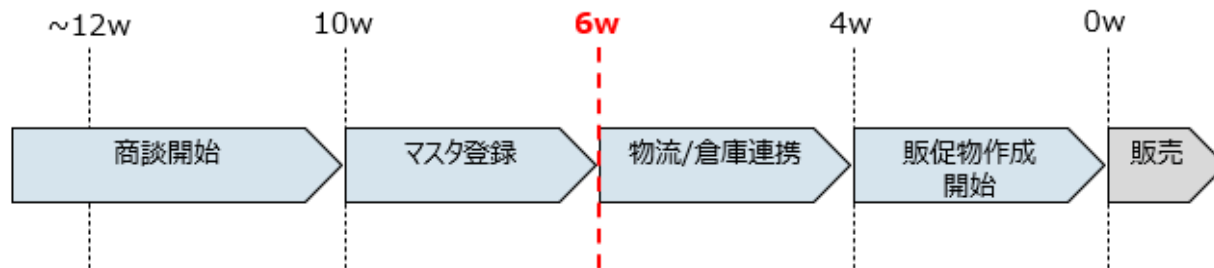 ~12w
10w
6w
4w
0w
商談開始
マスタ登録
物流/倉庫連携
販促物作成
開始
販売